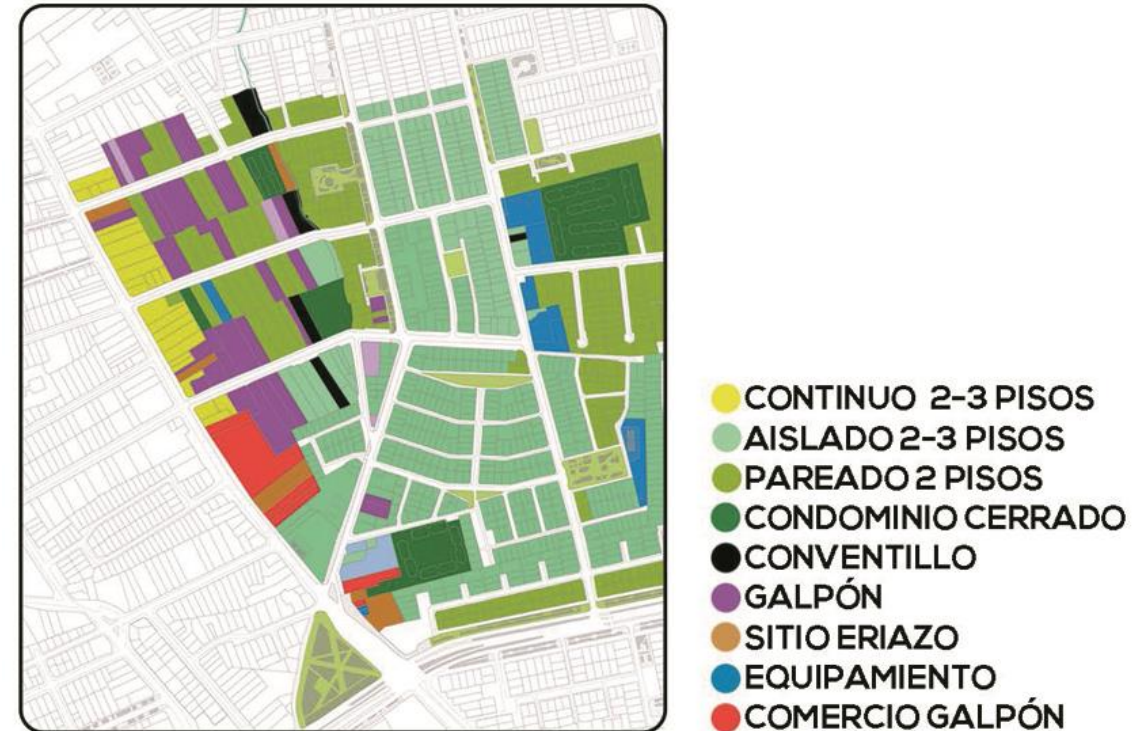 CONTINUO 2-3 PISOS
AISLADO 2-3 PISOS
PAREADO 2 PISOS
CONDOMINIO CERRADO
CONVENTILLO
GALPÓN
SITIO ERIAZO
EQUIPAMIENTO
COMERCIO GALPÓN